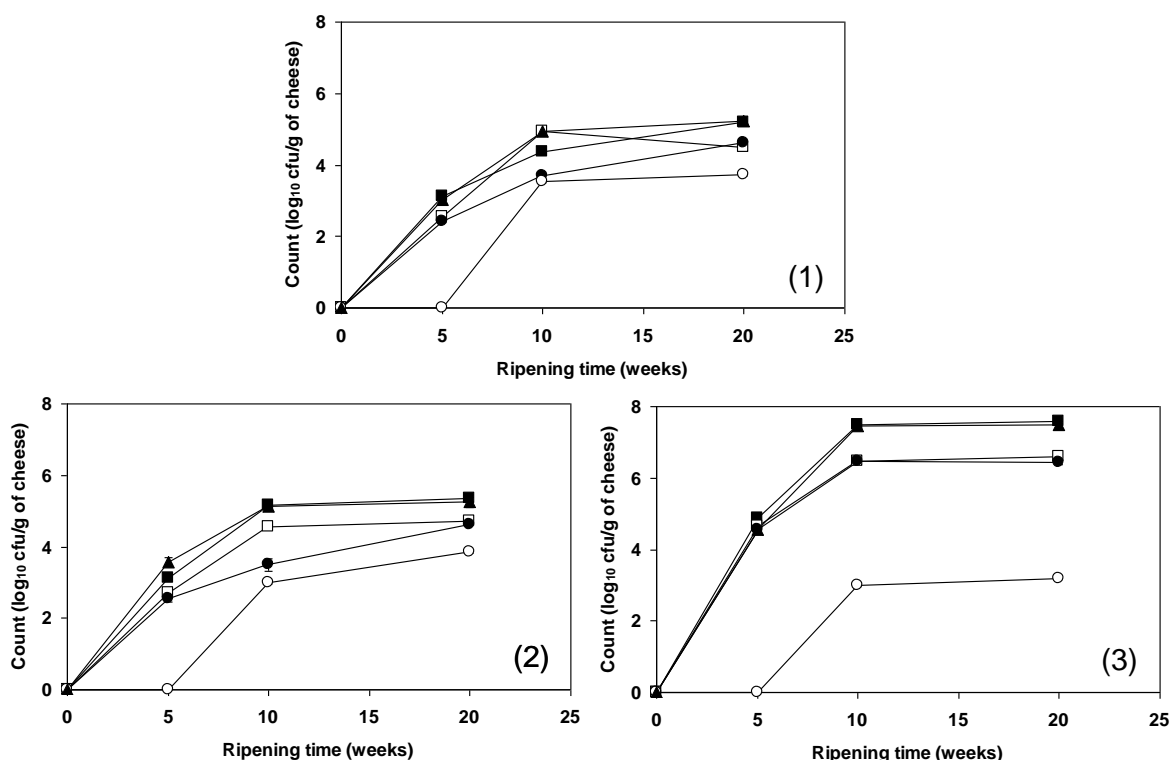 8
6
4
2
0
Count (log₁₀ cfu/g of cheese)
0 5 10 15 20 25
Ripening time (weeks)
(1)
8
6
4
2
0
Count (log₁₀ cfu/g of cheese)
0 5 10 15 20 25
Ripening time (weeks)
(2)
8
6
4
2
0
Count (log₁₀ cfu/g of cheese)
0 5 10 15 20 25
Ripening time (weeks)
(3)